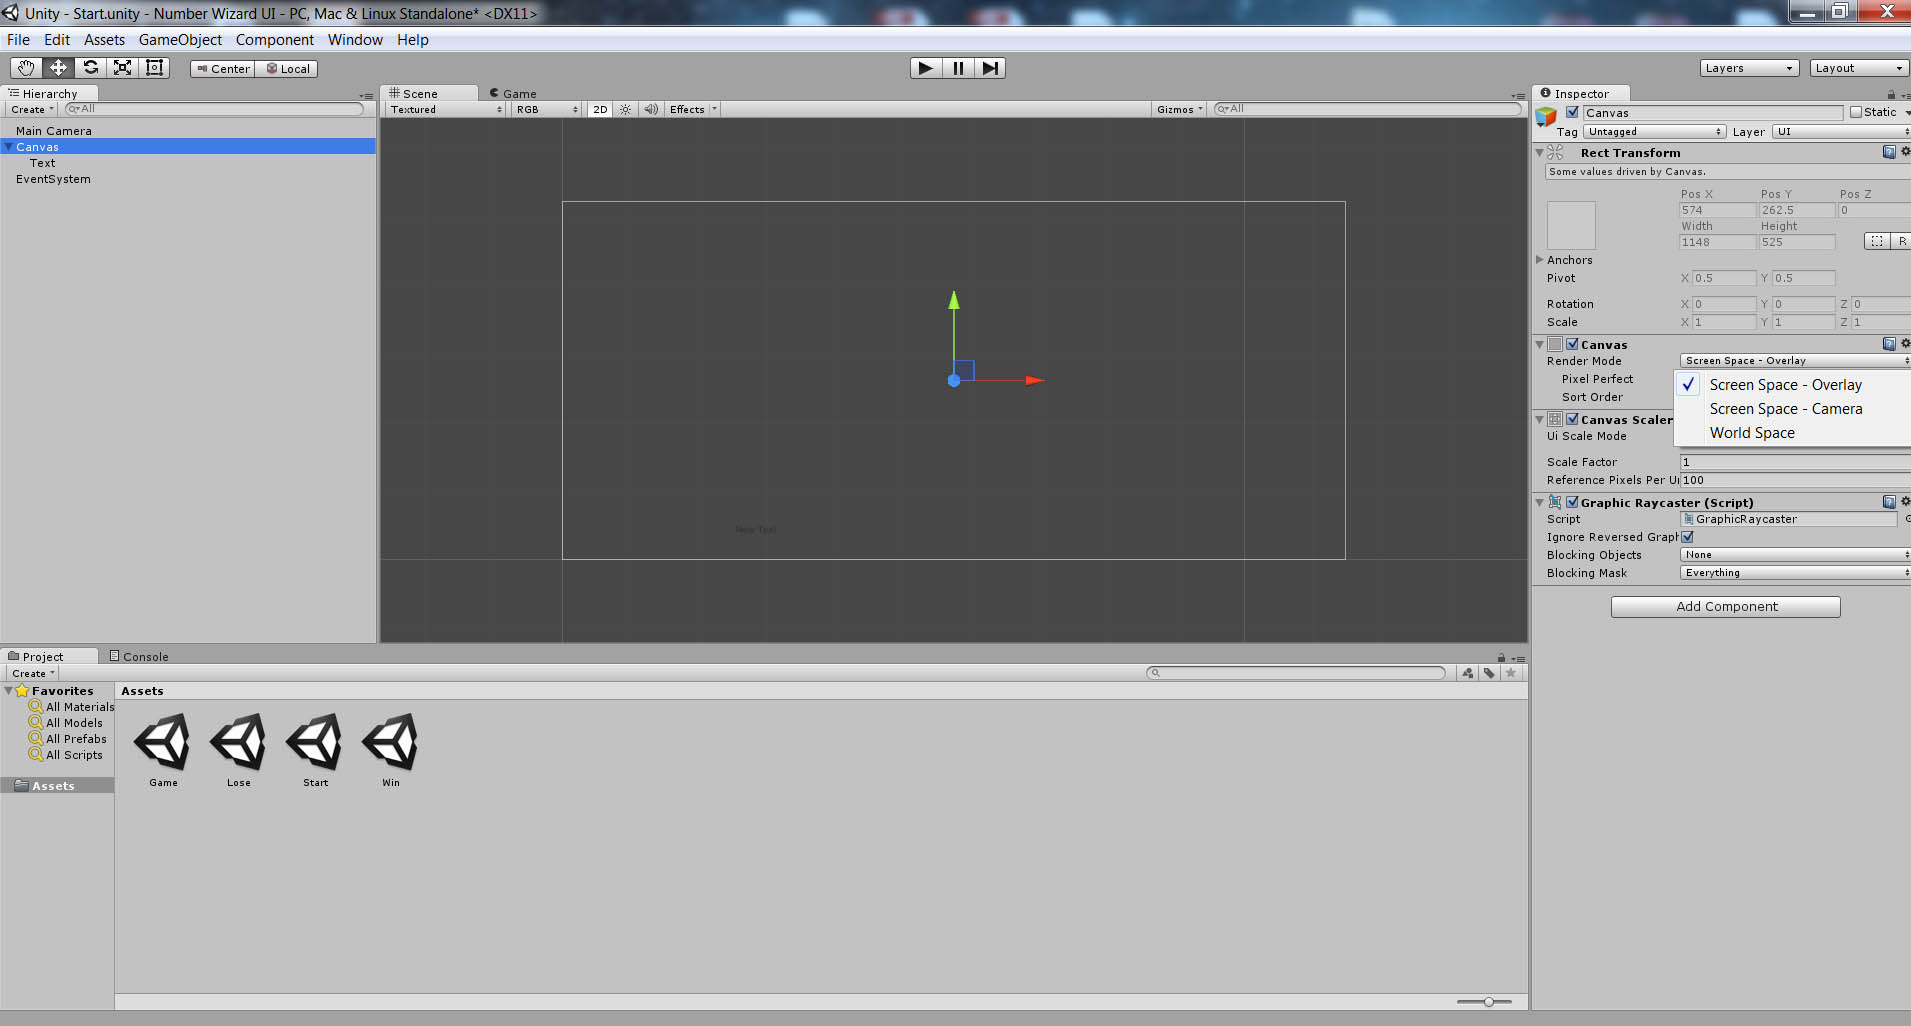 Unity - Start.unity - Number Wizard UI - PC, Mac & Linux Standalone* <DX11>
File Edit Assets GameObject Component Window Help
Center Local
Layers Layout
Hierarchy
Create All
Main Camera
Canvas
Text
EventSystem
Scene Game
Textured RGB 2D Effects Gizmos All
New Text
Inspector
Canvas Static
Tag Untagged Layer UI
Rect Transform
Some values driven by Canvas.
Pos X Pos Y Pos Z
574 262.5 0
Width Height
1148 525 R
Anchors
Pivot X 0.5 Y 0.5
Rotation X 0 Y 0 Z 0
Scale X 1 Y 1 Z 1
Canvas
Render Mode Screen Space - Overlay
Pixel Perfect
Sort Order
Screen Space - Overlay
Screen Space - Camera
World Space
Canvas Scaler
Ui Scale Mode
Scale Factor 1
Reference Pixels Per Ui 100
Graphic Raycaster (Script)
Script GraphicRaycaster
Ignore Reversed Graph
Blocking Objects None
Blocking Mask Everything
Add Component
Project Console
Create
Favorites
All Materials
All Models
All Prefabs
All Scripts
Assets
Assets
Game Lose Start Win